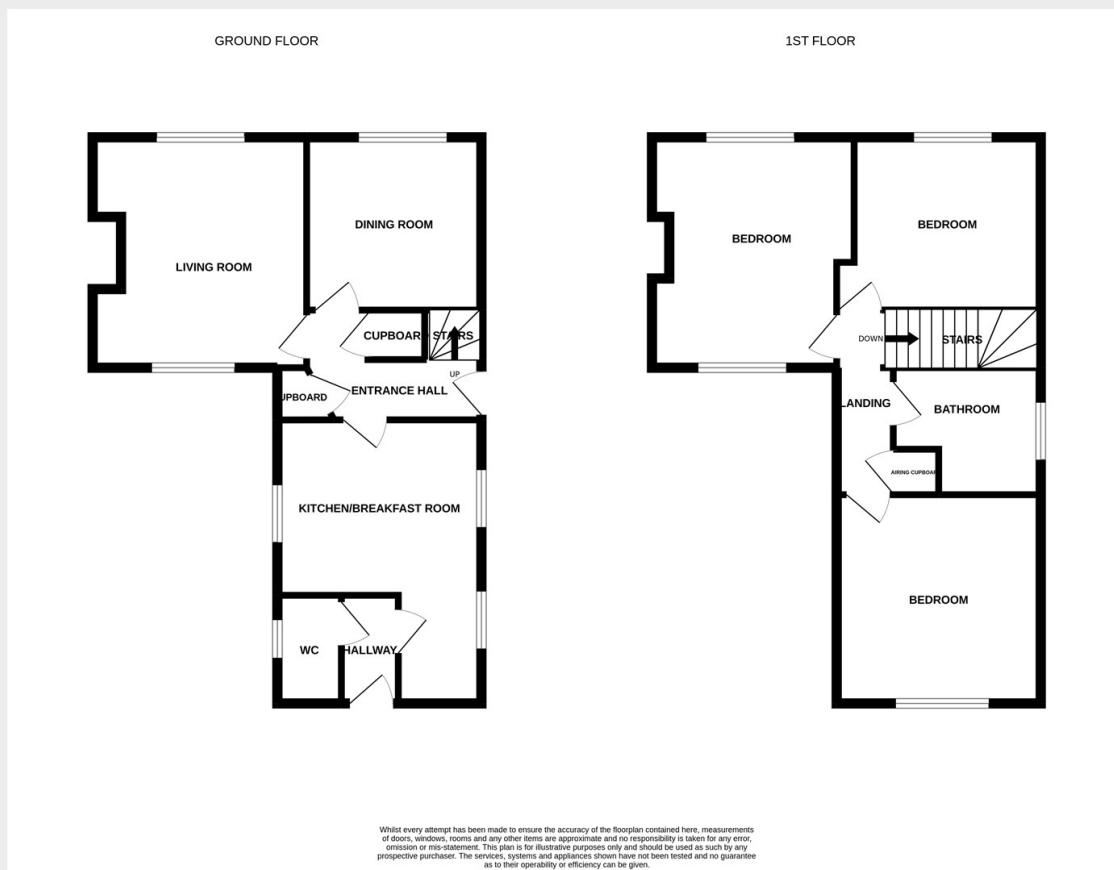 GROUND FLOOR
1ST FLOOR
DINING ROOM
LIVING ROOM
CUPBOARD
STAIRS
UP
ENTRANCE HALL
UPBOARD
KITCHEN/BREAKFAST ROOM
WC
HALLWAY
BEDROOM
BEDROOM
DOWN
STAIRS
LANDING
BATHROOM
AIRING CUPBOAR
BEDROOM
Whilst every attempt has been made to ensure the accuracy of the floorplan contained here, measurements
of doors, windows, rooms and any other items are approximate and no responsibility is taken for any error,
omission or mis-statement. This plan is for illustrative purposes only and should be used as such by any
prospective purchaser. The services, systems and appliances shown have not been tested and no guarantee
as to their operability or efficiency can be given.